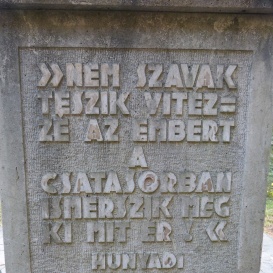 »NEM SZAVAK
TESZIK VITÉZ=
ZÉ AZ EMBERT
A
CSATASORBAN
ISMERSZIK MEG
KI MIT ÉR.«
HUNYADI